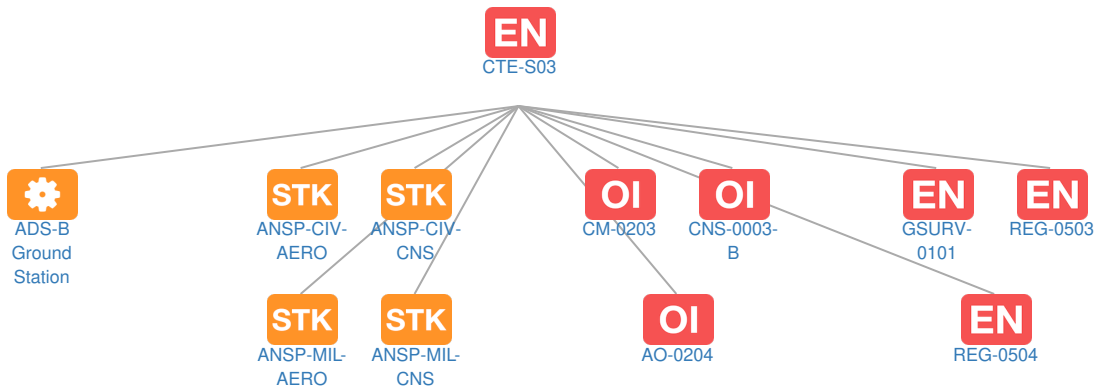 EN
CTE-S03
ADS-B
Ground
Station
STK
ANSP-CIV-
AERO
STK
ANSP-CIV-
CNS
OI
CM-0203
OI
CNS-0003-
B
EN
GSURV-
0101
EN
REG-0503
STK
ANSP-MIL-
AERO
STK
ANSP-MIL-
CNS
OI
AO-0204
EN
REG-0504